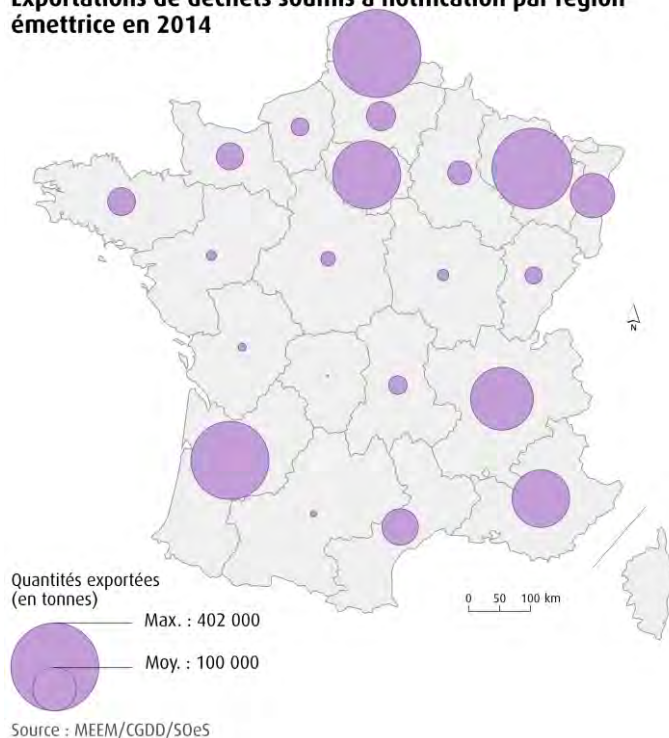 Exportations de déchets soumis à notification par région
émettrice en 2014
N
0 50 100 km
Quantités exportées
(en tonnes)
Max. : 402 000
Moy. : 100 000
Source : MEEM/CGDD/SOeS